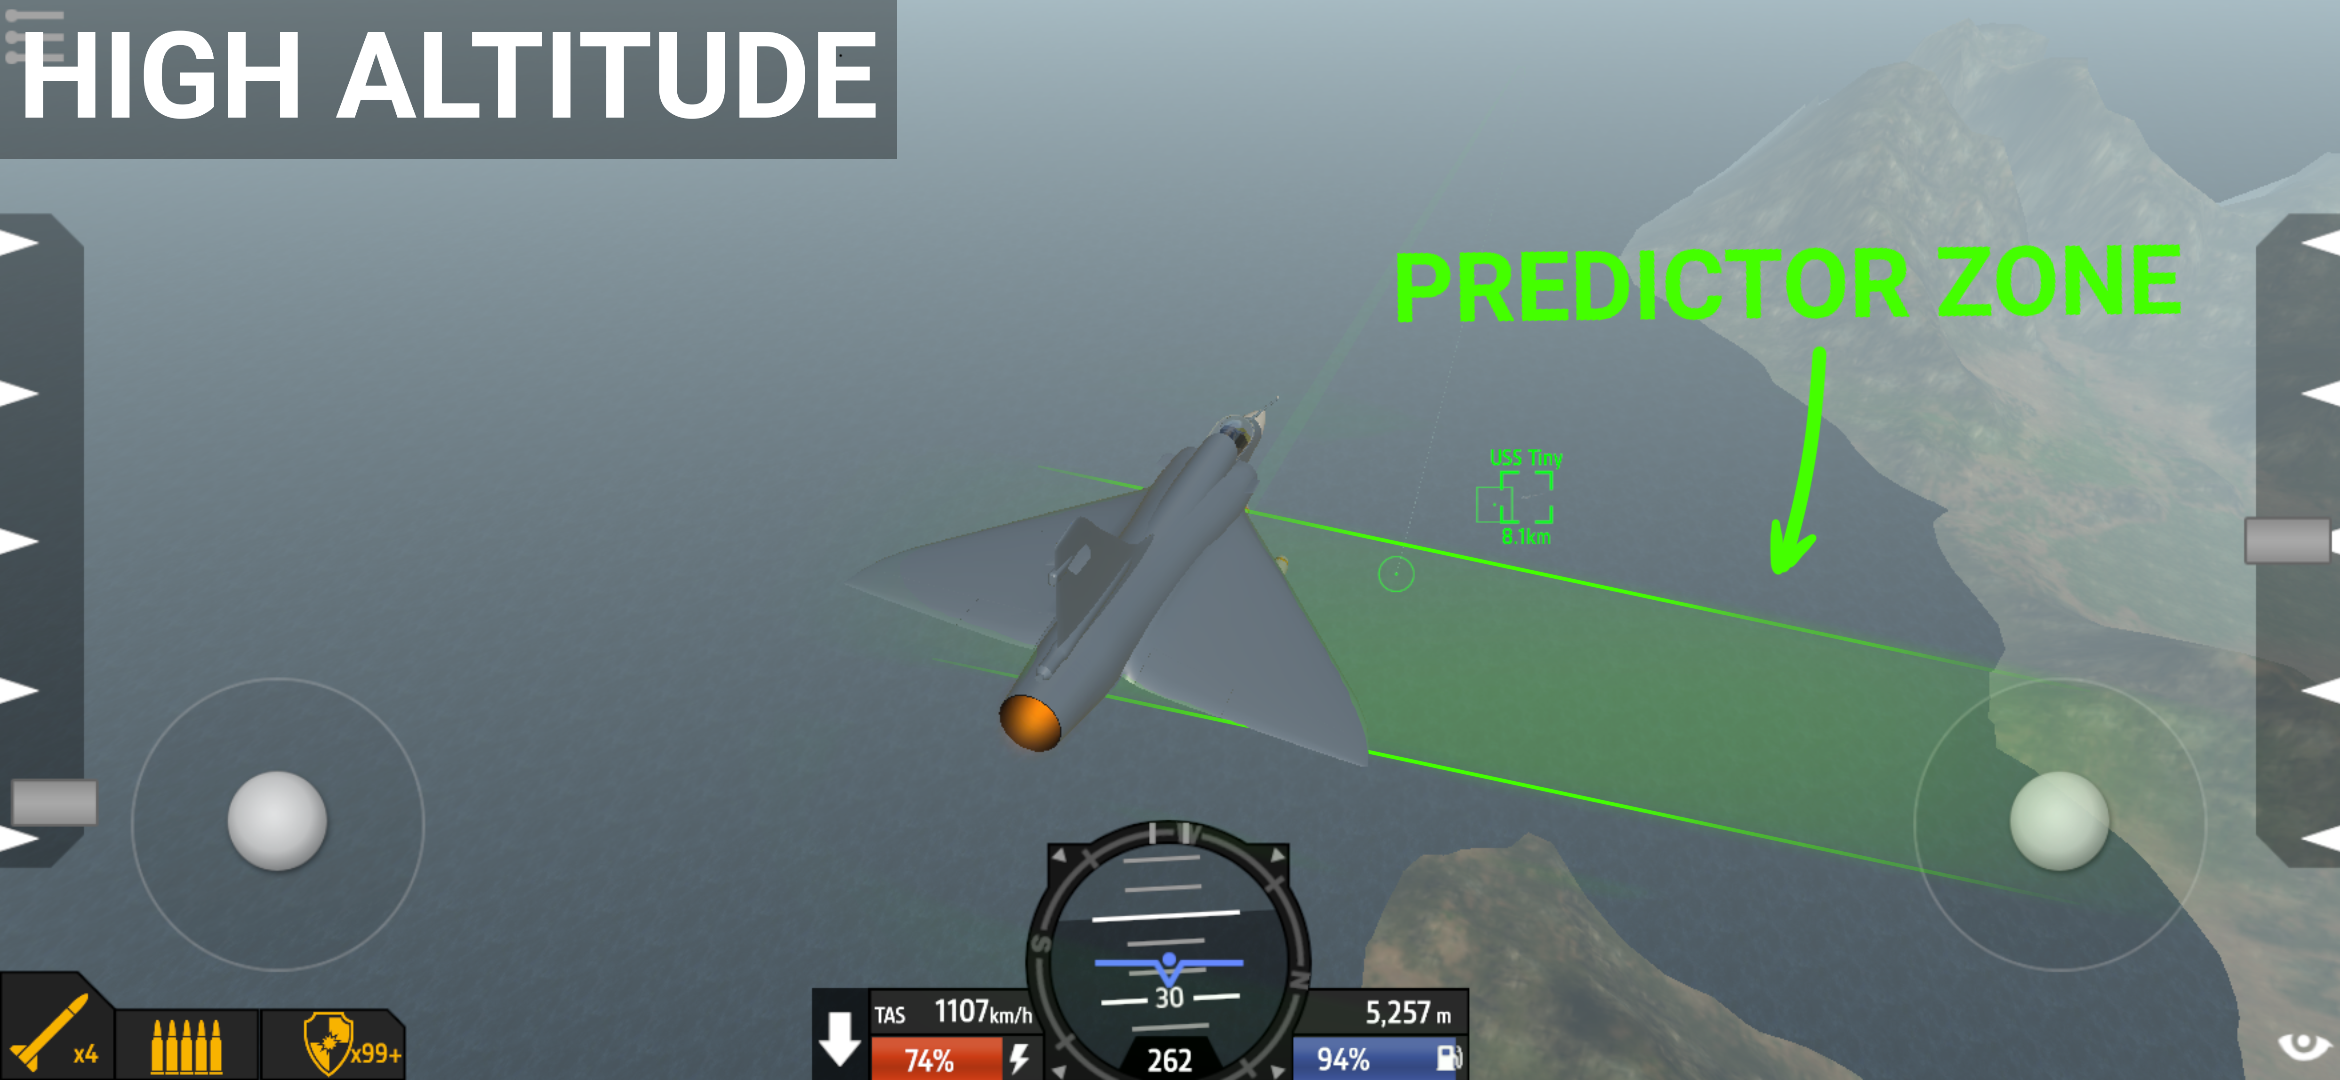 HIGH ALTITUDE
PREDICTOR ZONE
USS Tiny
8.1km
W
S
N
30
TAS 1107km/h
5,257 m
74%
262
94%
x4
x99+